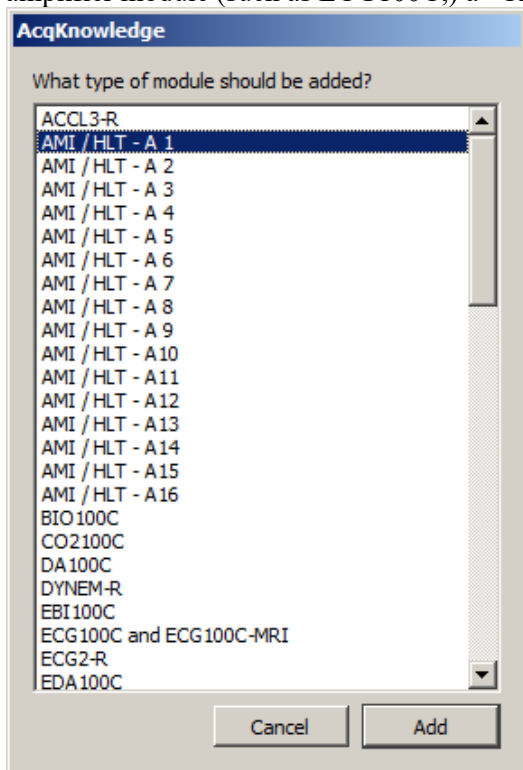 AcqKnowledge
What type of module should be added?
ACCL3-R
AMI / HLT - A 1
AMI / HLT - A 2
AMI / HLT - A 3
AMI / HLT - A 4
AMI / HLT - A 5
AMI / HLT - A 6
AMI / HLT - A 7
AMI / HLT - A 8
AMI / HLT - A 9
AMI / HLT - A10
AMI / HLT - A11
AMI / HLT - A12
AMI / HLT - A13
AMI / HLT - A14
AMI / HLT - A15
AMI / HLT - A16
BIO100C
CO2100C
DA100C
DYNEM-R
EBI100C
ECG100C and ECG100C-MRI
ECG2-R
EDA100C
Cancel Add